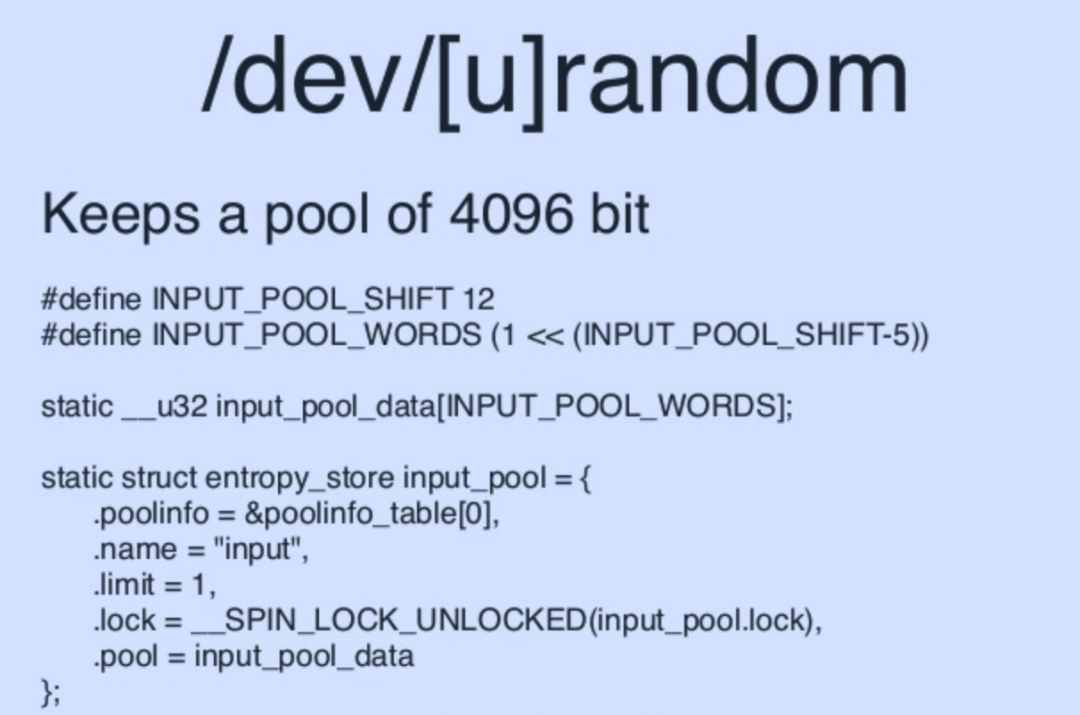 /dev/[u]random
Keeps a pool of 4096 bit
#define INPUT_POOL_SHIFT 12
#define INPUT_POOL_WORDS (1 << (INPUT_POOL_SHIFT-5))
static __u32 input_pool_data[INPUT_POOL_WORDS];
static struct entropy_store input_pool = {
.poolinfo = &poolinfo_table[0],
.name = "input",
.limit = 1,
.lock = __SPIN_LOCK_UNLOCKED(input_pool.lock),
.pool = input_pool_data
};